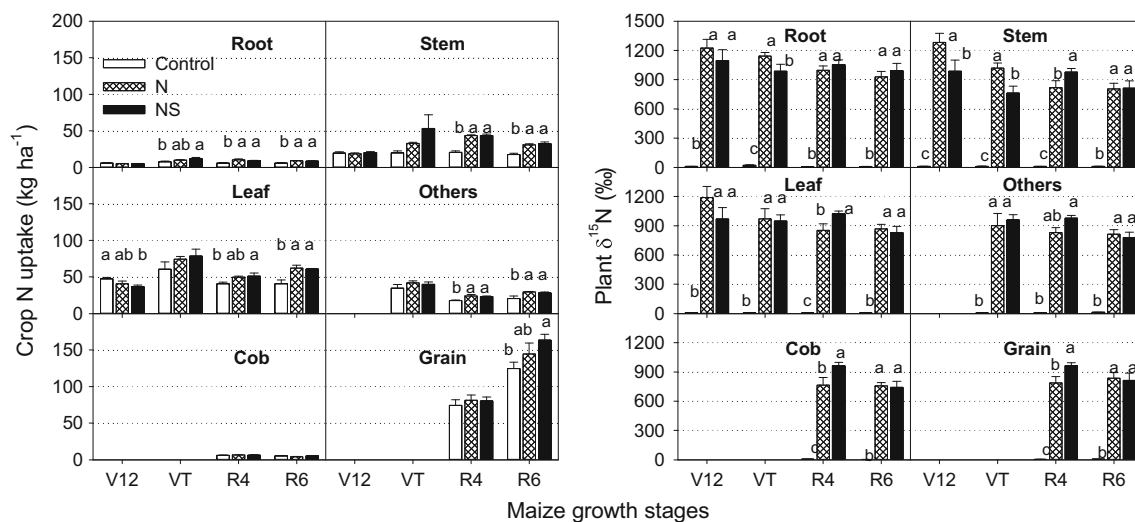 200
Root
Stem
Control
N
NS
150
100
50
b ab a
b a a
b a a
b a a
b a a
0
Leaf
Others
150
100
50
a ab b
b ab a
b a a
b a a
b a a
0
Cob
Grain
150
100
50
b
ab
a
0
V12 VT R4 R6 V12 VT R4 R6
Crop N uptake (kg ha-1)
1500
Root
Stem
1200
900
600
300
0
b a a
c a b
b a a
b a a
c a b
c a b
c b a
b a a
Leaf
Others
1200
900
600
300
0
b a a
b a a
c b a
b a a
b a a
b ab a
b a a
Cob
Grain
1200
900
600
300
0
c b a
b a a
c b a
b a a
V12 VT R4 R6 V12 VT R4 R6
Plant δ15N (‰)
Maize growth stages